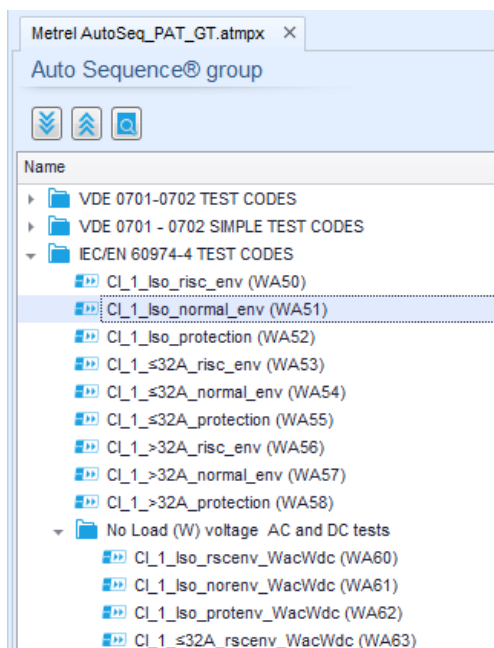 Metrel AutoSeq_PAT_GT.atmpx ×
Auto Sequence® group
Name
VDE 0701-0702 TEST CODES
VDE 0701 - 0702 SIMPLE TEST CODES
IEC/EN 60974-4 TEST CODES
Cl_1_Iso_risc_env (WA50)
Cl_1_Iso_normal_env (WA51)
Cl_1_Iso_protection (WA52)
Cl_1_≤32A_risc_env (WA53)
Cl_1_≤32A_normal_env (WA54)
Cl_1_≤32A_protection (WA55)
Cl_1_>32A_risc_env (WA56)
Cl_1_>32A_normal_env (WA57)
Cl_1_>32A_protection (WA58)
No Load (W) voltage  AC and DC tests
Cl_1_Iso_rscenv_WacWdc (WA60)
Cl_1_Iso_norenv_WacWdc (WA61)
Cl_1_Iso_protenv_WacWdc (WA62)
Cl_1_≤32A_rscenv_WacWdc (WA63)